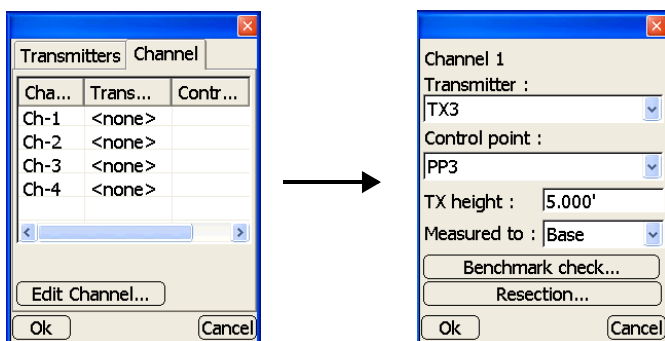 Transmitters Channel
Cha... Trans... Contr...
Ch-1 <none>
Ch-2 <none>
Ch-3 <none>
Ch-4 <none>
Edit Channel...
Ok Cancel
Channel 1
Transmitter :
TX3
Control point :
PP3
TX height : 5.000'
Measured to : Base
Benchmark check...
Resection...
Ok Cancel